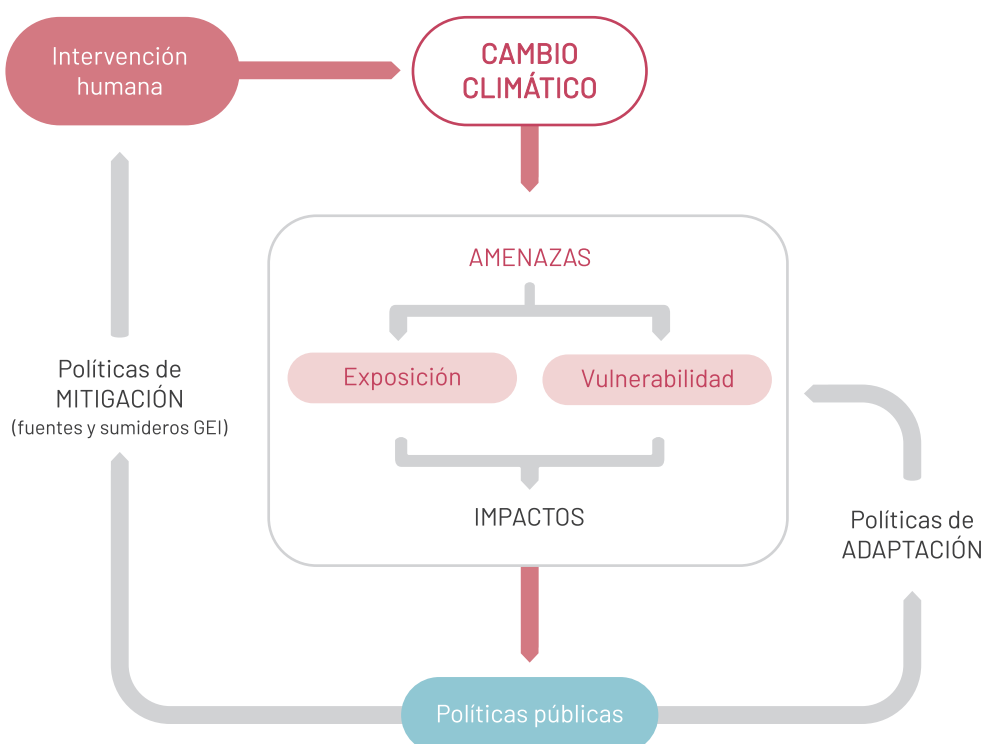 Intervención
humana
CAMBIO
CLIMÁTICO
AMENAZAS
Exposición
Vulnerabilidad
IMPACTOS
Políticas de
MITIGACIÓN
(fuentes y sumideros GEI)
Políticas de
ADAPTACIÓN
Políticas públicas